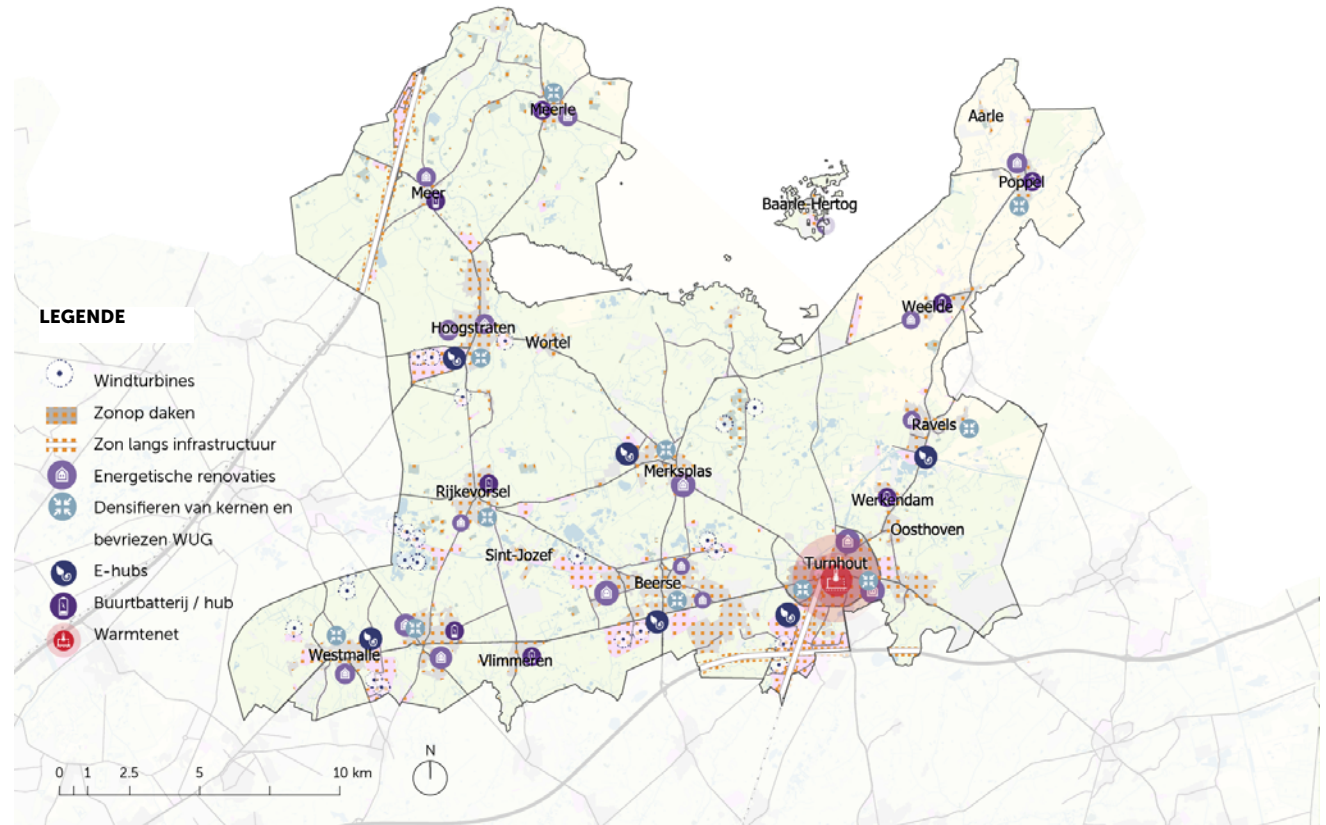 Meerle
Aarle
Poppel
Meer
Baarle-Hertog
Weelde
LEGENDE
Hoogstraten
Wortel
Windturbines
Zonop daken
Ravels
Zon langs infrastructuur
Energetische renovaties
Merksplas
Rijkevorsel
Werkendam
Densifieren van kernen en
bevriezen WUG
Oosthoven
Sint-Jozef
Turnhout
E-hubs
Beerse
Buurtbatterij / hub
Warmtenet
Westmalle
Vlimmeren
N
0 1 2.5 5 10 km